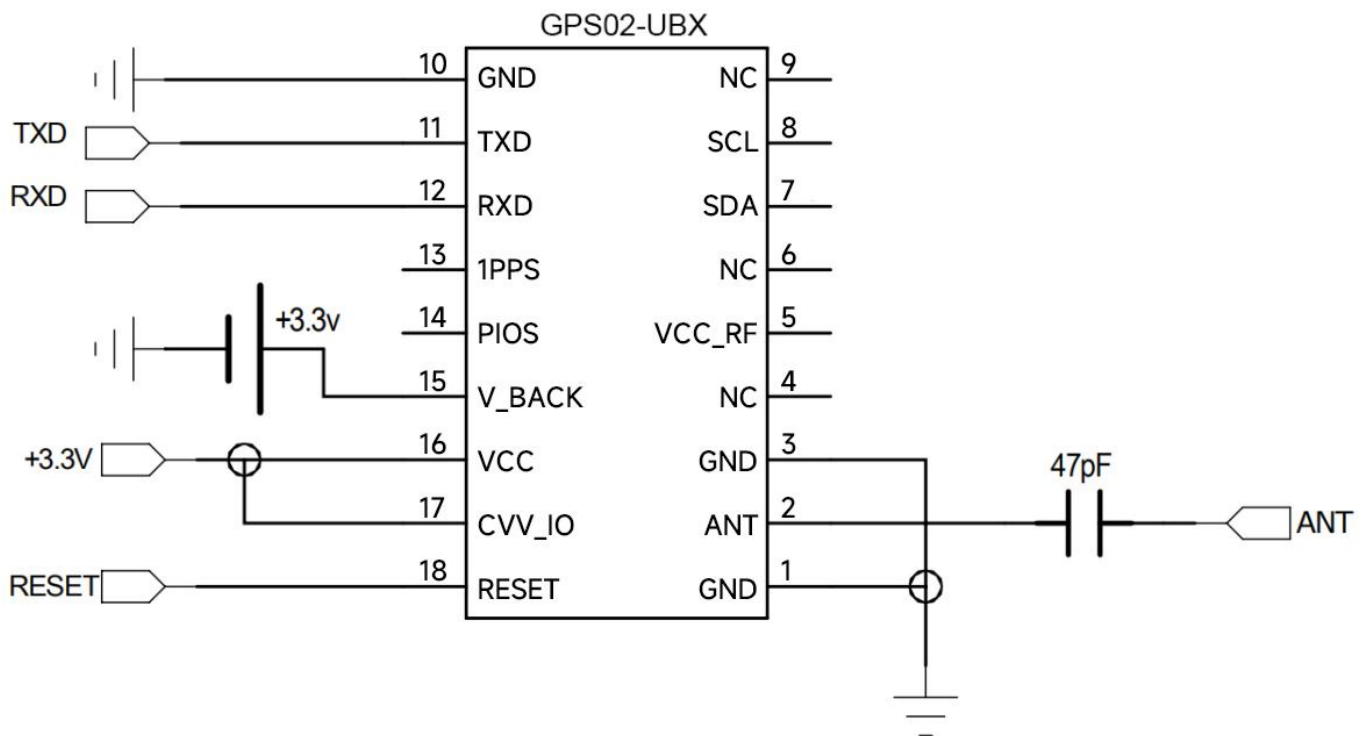 GPS02-UBX
10 GND NC 9
TXD 11 TXD SCL 8
RXD 12 RXD SDA 7
13 1PPS NC 6
+3.3v 14 PIOS VCC_RF 5
15 V_BACK NC 4
+3.3V 16 VCC GND 3 47pF
17 CVV_IO ANT 2 ANT
RESET 18 RESET GND 1